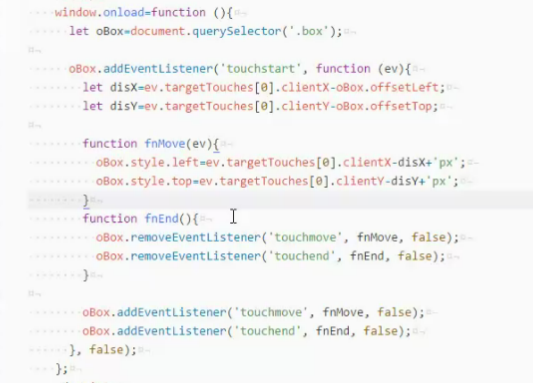 window.onload=function (){
let oBox=document.querySelector('.box');
oBox.addEventListener('touchstart', function (ev){
let disX=ev.targetTouches[0].clientX-oBox.offsetLeft;
let disY=ev.targetTouches[0].clientY-oBox.offsetTop;
function fnMove(ev){
oBox.style.left=ev.targetTouches[0].clientX-disX+'px';
oBox.style.top=ev.targetTouches[0].clientY-disY+'px';
}
function fnEnd(){
oBox.removeEventListener('touchmove', fnMove, false);
oBox.removeEventListener('touchend', fnEnd, false);
}
oBox.addEventListener('touchmove', fnMove, false);
oBox.addEventListener('touchend', fnEnd, false);
}, false);
};